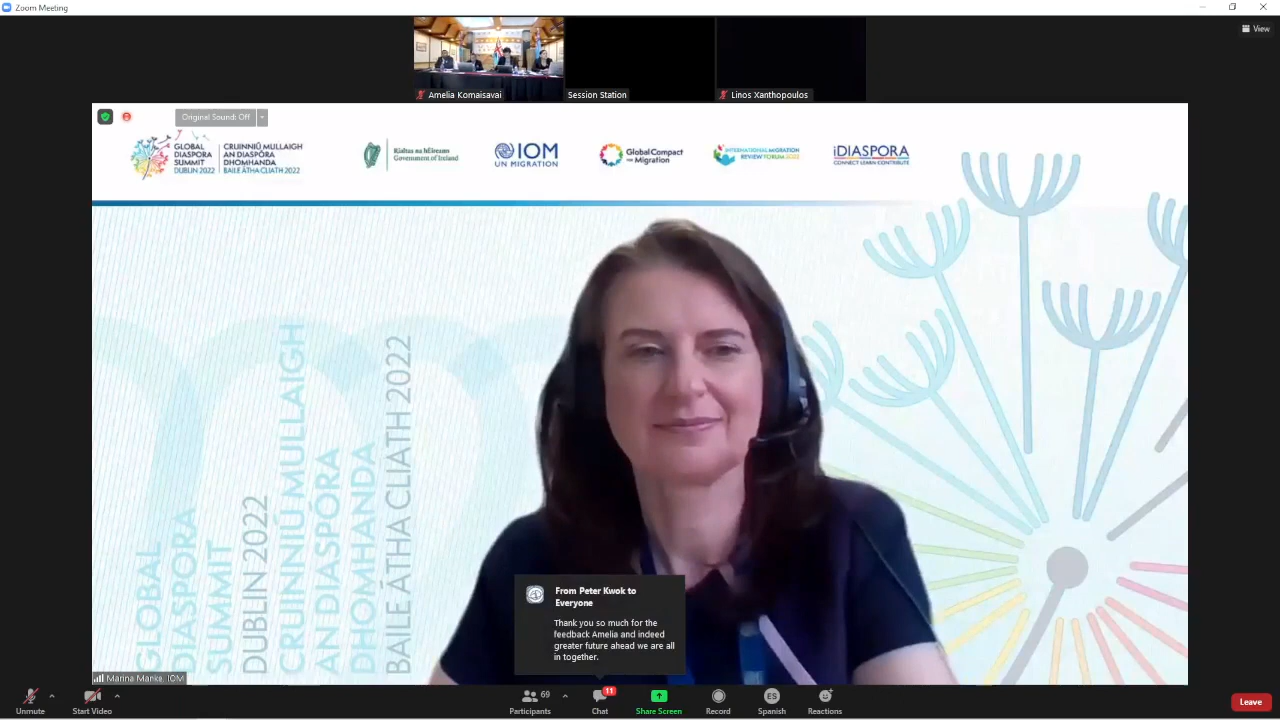 Zoom Meeting
View
Amelia Komaisavai
Session Station
Linos Xanthopoulos
Original Sound: Off
GLOBAL
DIASPORA
SUMMIT
DUBLIN 2022
CRUINNIÚ MULLAIGH
AN DIASPÓRA
DHOMHANDA
BAILE ÁTHA CLIATH 2022
Rialtas na hÉireann
Government of Ireland
IOM
UN MIGRATION
Global Compact
for Migration
INTERNATIONAL MIGRATION
REVIEW FORUM 2022
iDIASPORA
CONNECT LEARN CONTRIBUTE
GLOBAL
DIASPORA
SUMMIT
DUBLIN 2022
CRUINNIÚ MULLAIGH
AN DIASPÓRA
DHOMHANDA
BAILE ÁTHA CLIATH 2022
From Peter Kwok to
Everyone
Thank you so much for the
feedback Amelia and indeed
greater future ahead we are all
in together.
Marina Manke, IOM
Unmute
Start Video
69
Participants
11
Chat
Share Screen
Record
ES
Spanish
Reactions
Leave